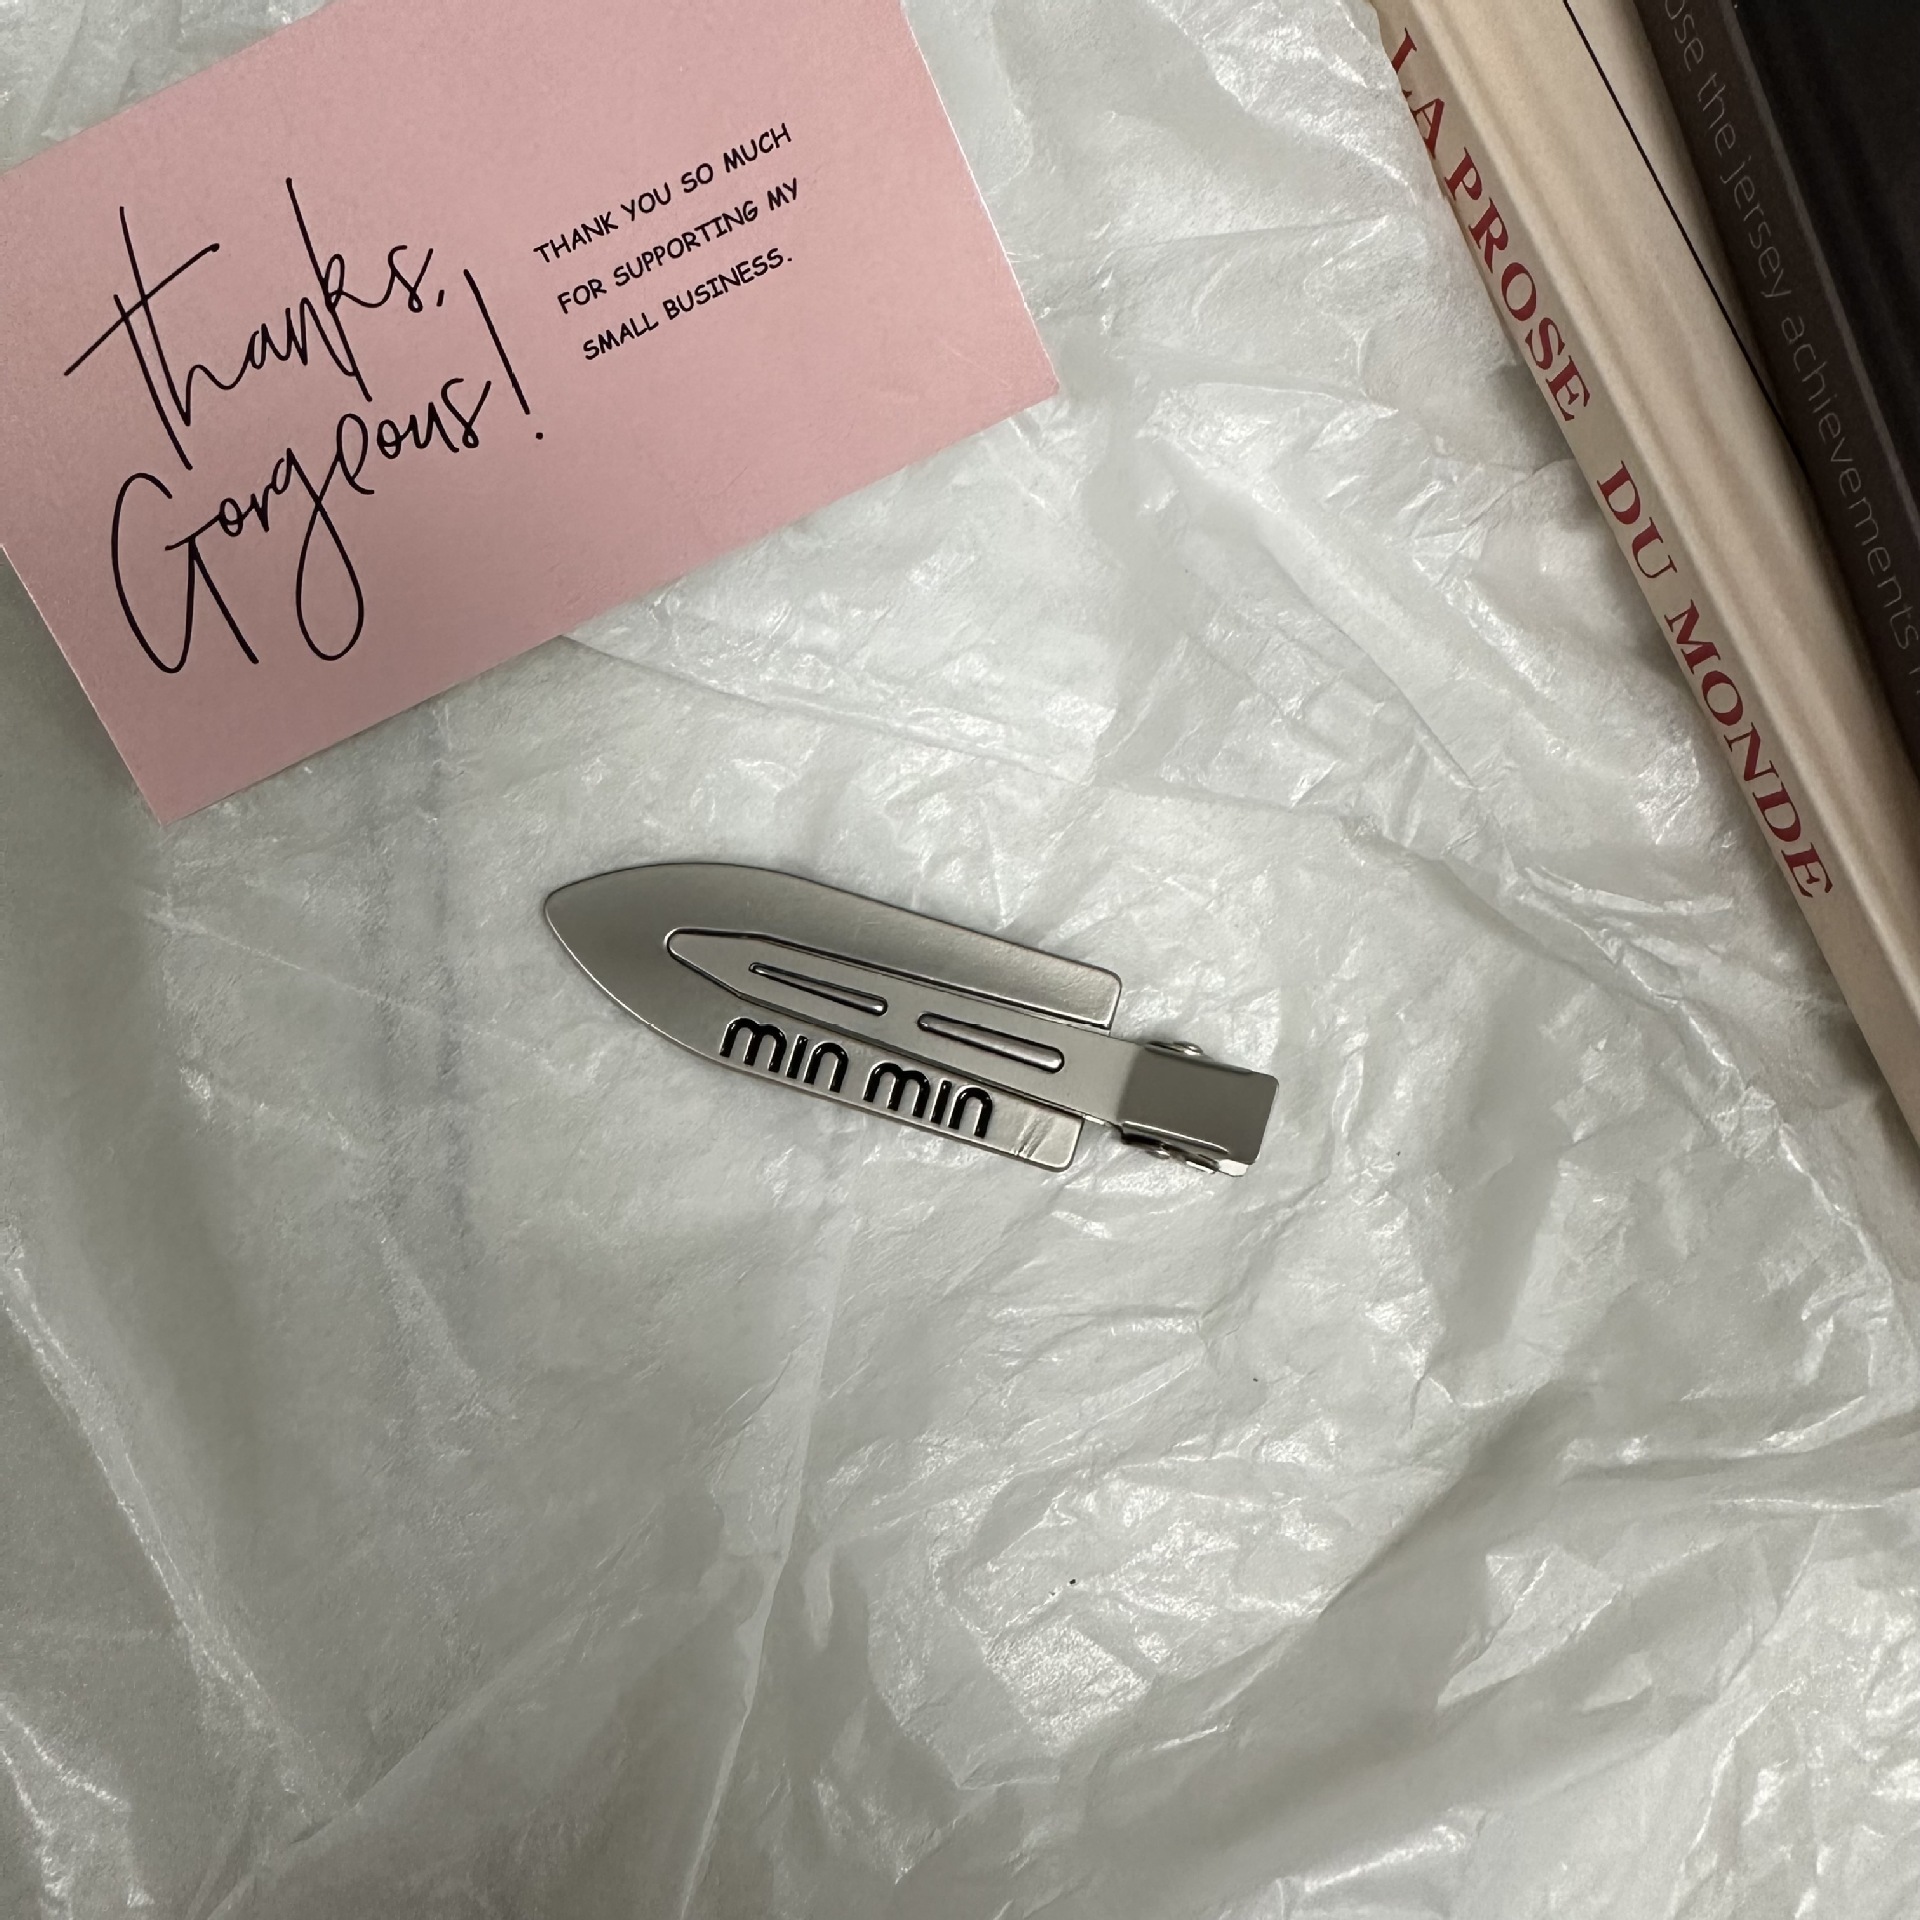 thanks,
Gorgeous!
THANK YOU SO MUCH
FOR SUPPORTING MY
SMALL BUSINESS.
min min
LA PROSE DU MONDE
the jersey achievements